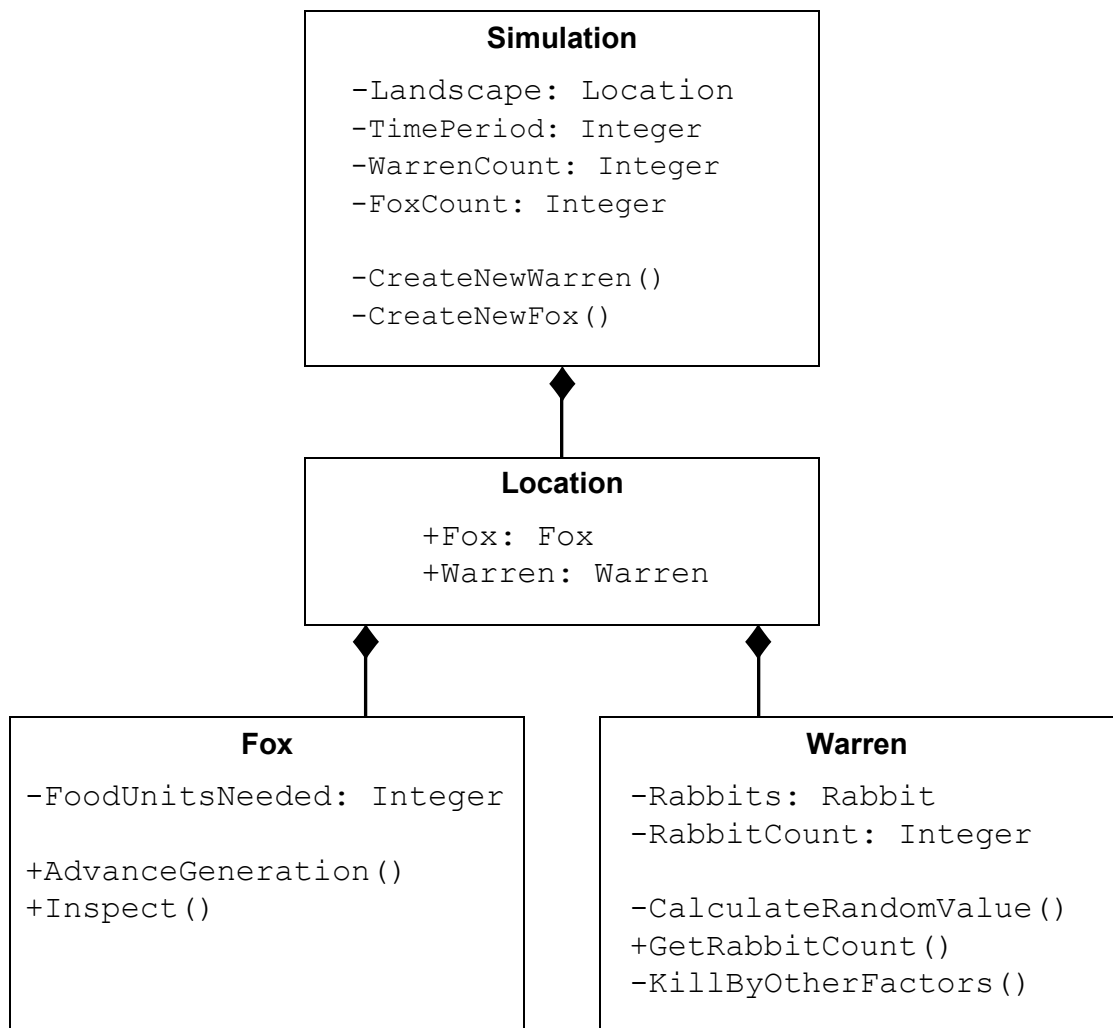 Simulation
-Landscape: Location
-TimePeriod: Integer
-WarrenCount: Integer
-FoxCount: Integer
-CreateNewWarren()
-CreateNewFox()
Location
+Fox: Fox
+Warren: Warren
Fox
-FoodUnitsNeeded: Integer
+AdvanceGeneration()
+Inspect()
Warren
-Rabbits: Rabbit
-RabbitCount: Integer
-CalculateRandomValue()
+GetRabbitCount()
-KillByOtherFactors()